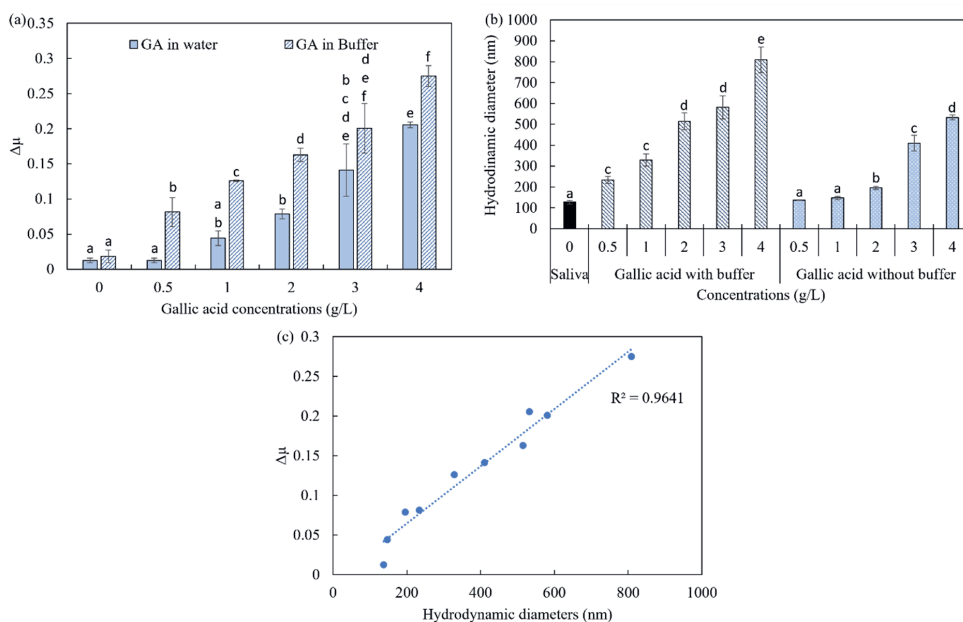 (a)
0.35
0.3
0.25
0.2
0.15
0.1
0.05
0
Δμ
GA in water
GA in Buffer
a a
a b
a
b
c
b d
b
c
d
e
d
e
f
e f
0 0.5 1 2 3 4
Gallic acid concentrations (g/L)
(b)
1000
900
800
700
600
500
400
300
200
100
0
Hydrodinamic diameter (nm)
a c c d d e a a b c d
0 0.5 1 2 3 4 0.5 1 2 3 4
Saliva Gallic acid with buffer Gallic acid without buffer
Concentrations (g/L)
(c)
0.3
0.25
0.2
0.15
0.1
0.05
0
Δμ
R² = 0.9641
0 200 400 600 800 1000
Hydrodynamic diameters (nm)